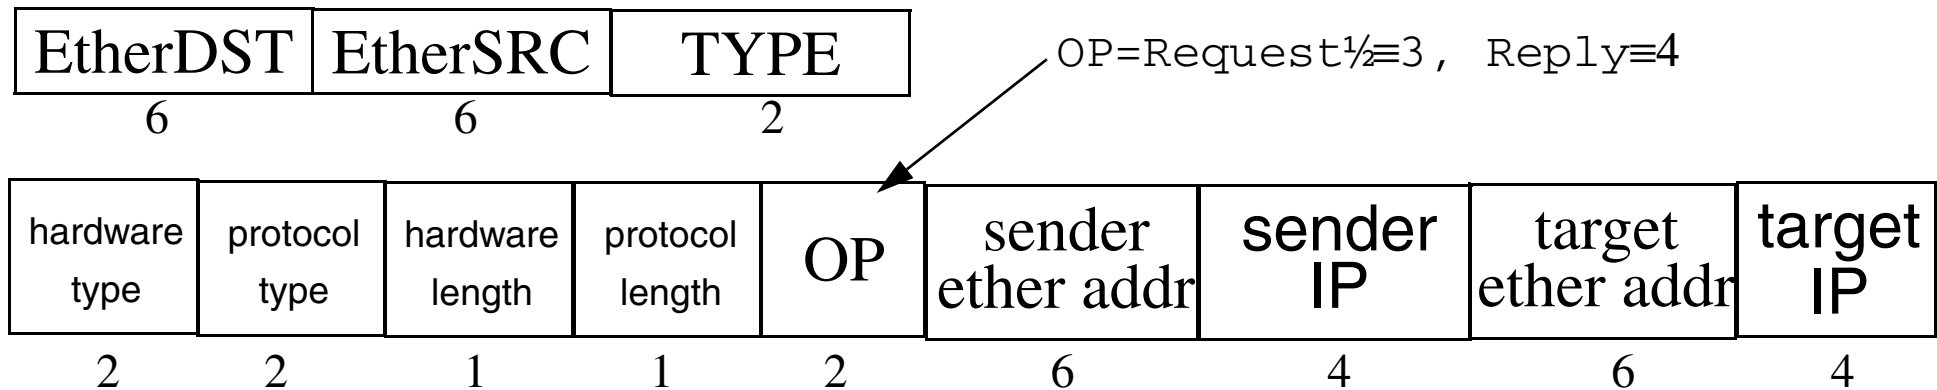 EtherDST EtherSRC TYPE
OP=Request½≡3, Reply≡4
6 6 2
hardware type
protocol type
hardware length
protocol length
OP
sender ether addr
sender IP
target ether addr
target IP
2 2 1 1 2 6 4 6 4